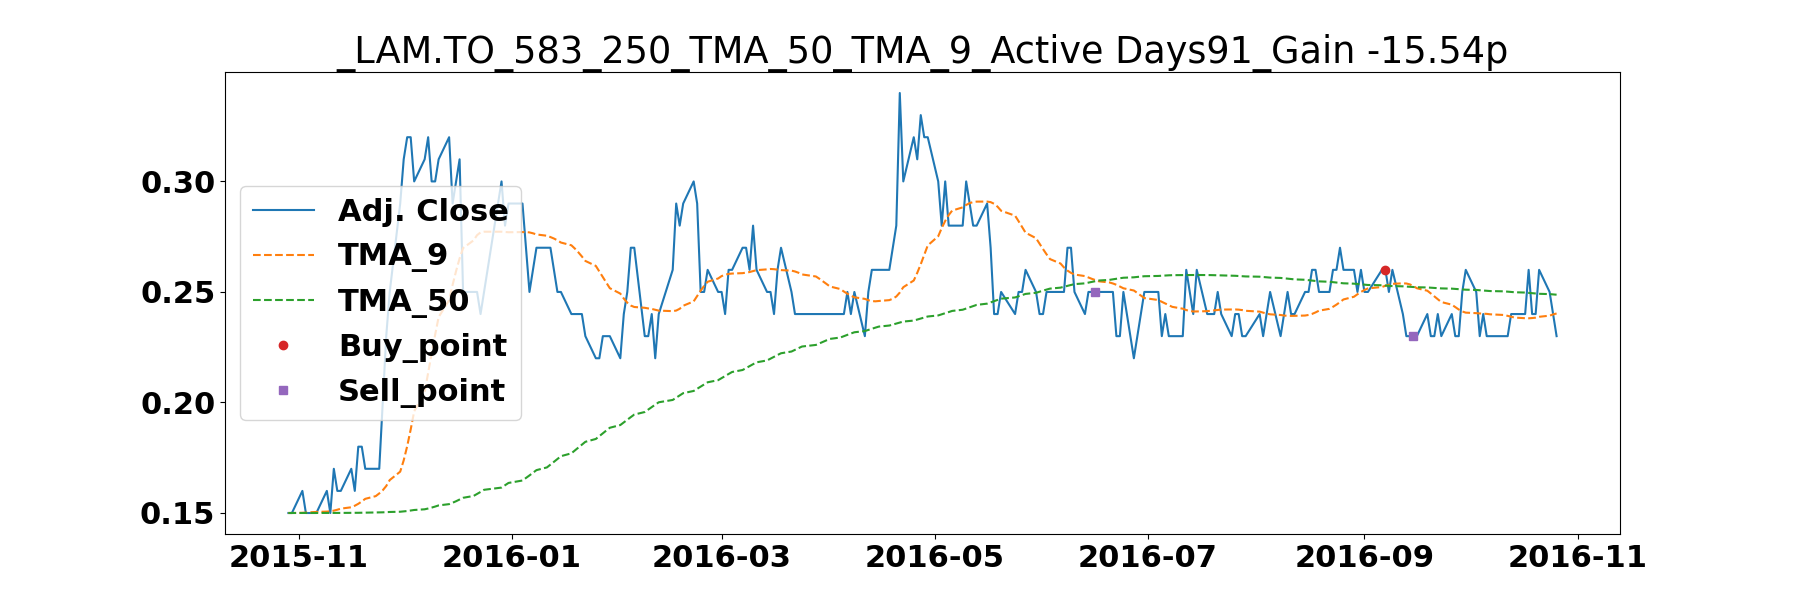 _LAM.TO_583_250_TMA_50_TMA_9_Active Days91_Gain -15.54p
0.30
0.25
0.20
0.15
Adj. Close
TMA_9
TMA_50
Buy_point
Sell_point
2015-11 2016-01 2016-03 2016-05 2016-07 2016-09 2016-11